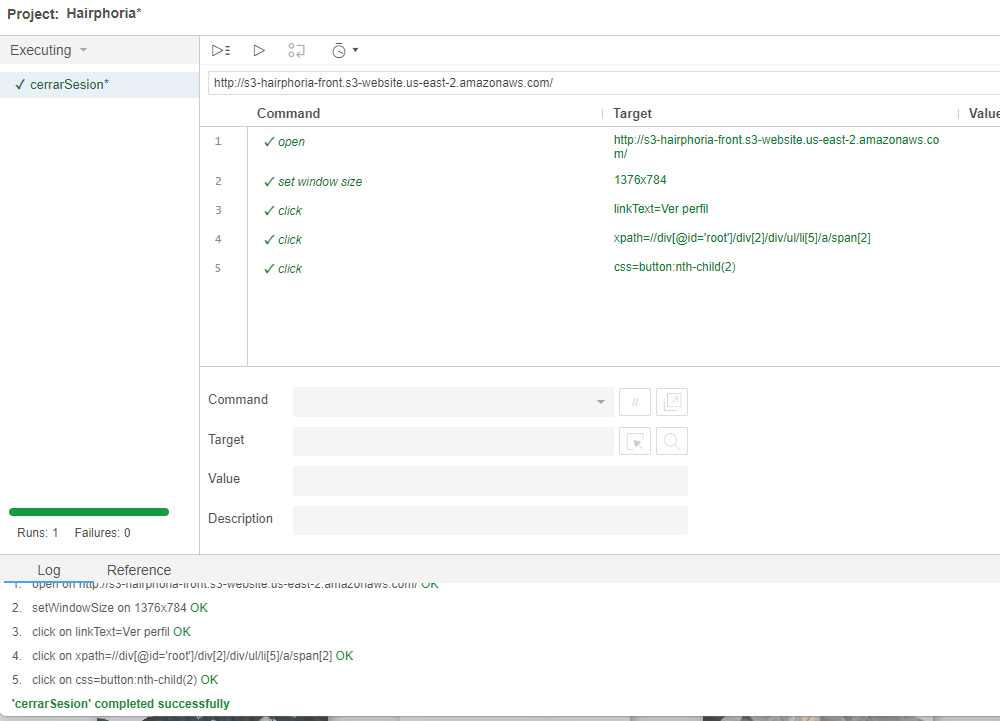 Project: Hairphoria*
Executing
✓ cerrarSesion*
http://s3-hairphoria-front.s3-website.us-east-2.amazonaws.com/
Command Target Value
1 ✓ open http://s3-hairphoria-front.s3-website.us-east-2.amazonaws.co
m/
2 ✓ set window size 1376x784
3 ✓ click linkText=Ver perfil
4 ✓ click xpath=//div[@id='root']/div[2]/div/ul/li[5]/a/span[2]
5 ✓ click css=button:nth-child(2)
Command //
Target
Value
Description
Runs: 1 Failures: 0
Log Reference
1. open on http://s3-hairphoria-front.s3-website.us-east-2.amazonaws.com/ OK
2. setWindowSize on 1376x784 OK
3. click on linkText=Ver perfil OK
4. click on xpath=//div[@id='root']/div[2]/div/ul/li[5]/a/span[2] OK
5. click on css=button:nth-child(2) OK
'cerrarSesion' completed successfully